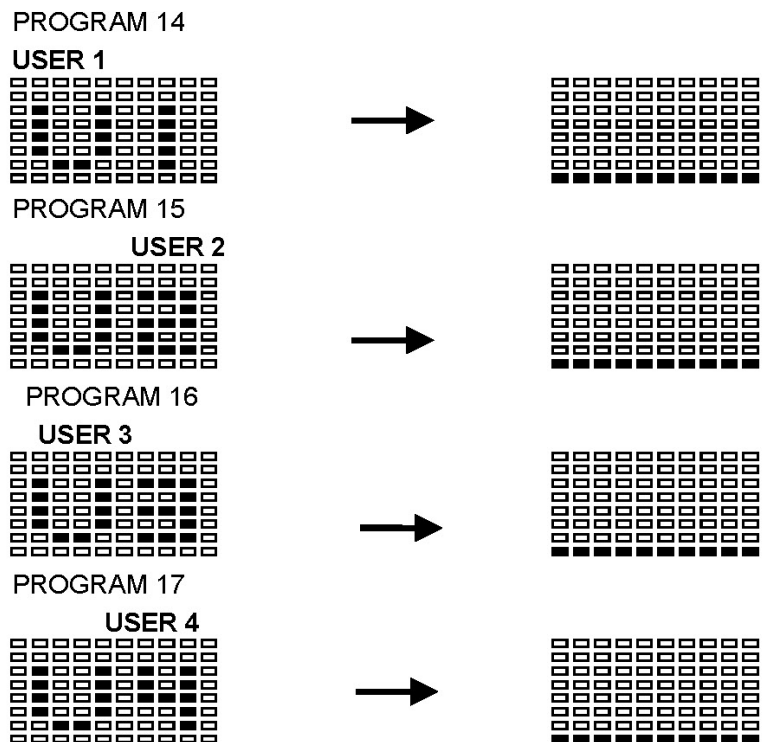 PROGRAM 14
USER 1
PROGRAM 15
USER 2
PROGRAM 16
USER 3
PROGRAM 17
USER 4